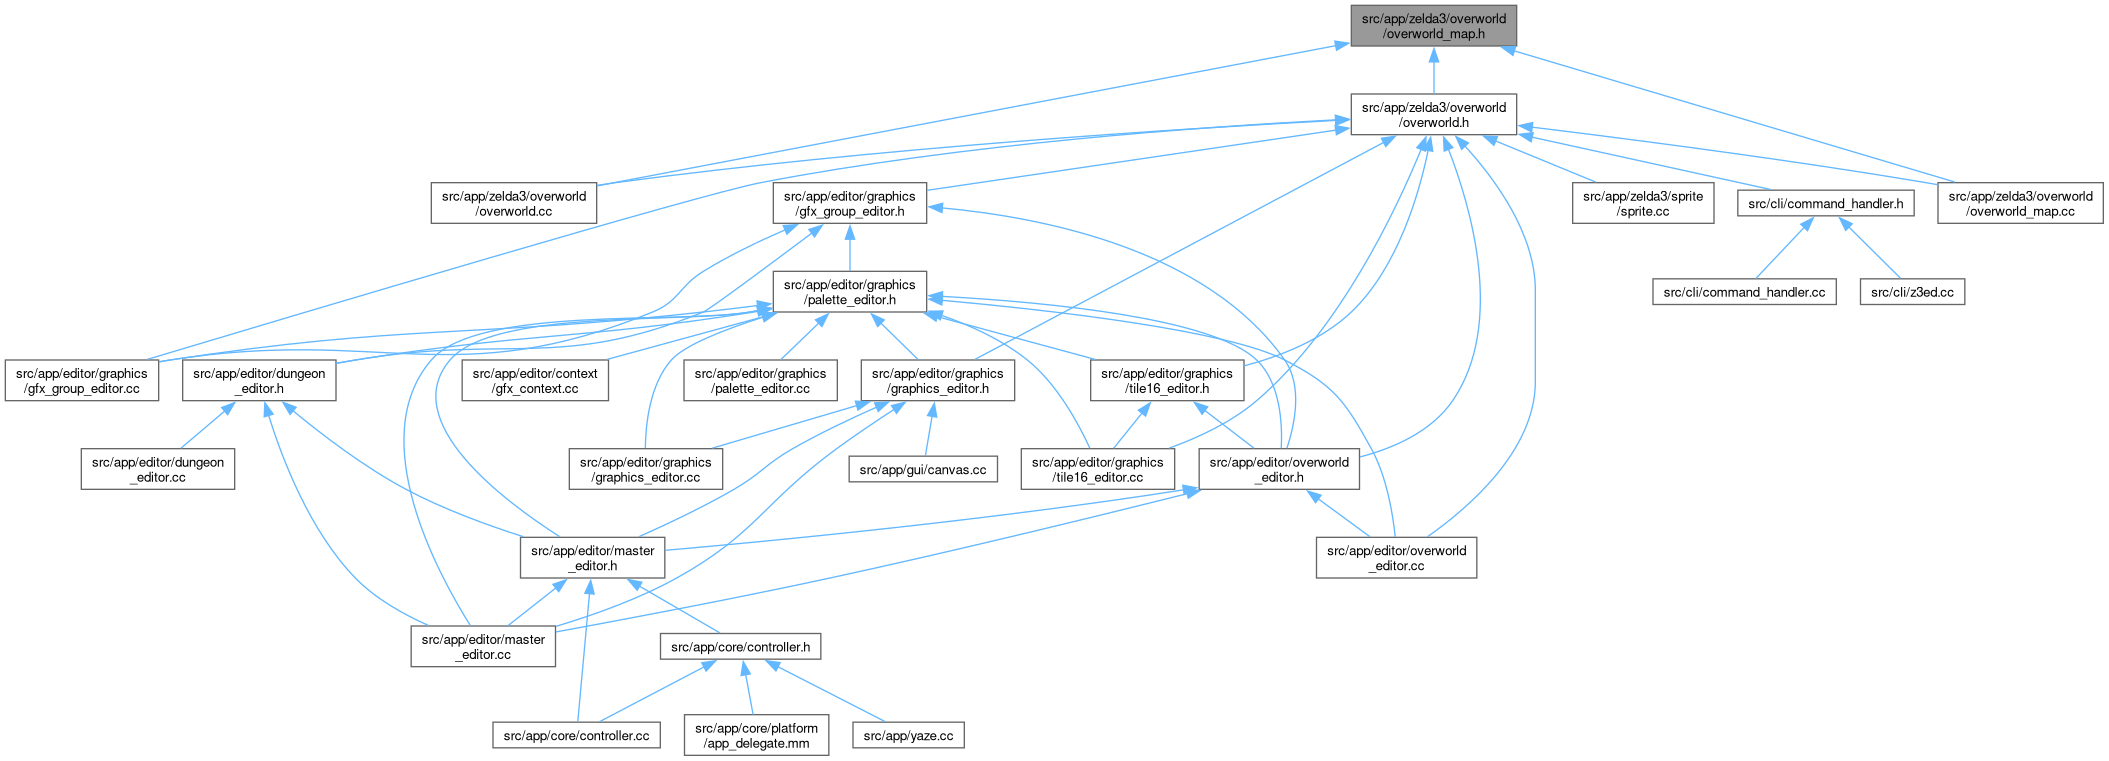 src/app/zelda3/overworld
/overworld_map.h
src/app/zelda3/overworld
/overworld.h
src/app/zelda3/overworld
/overworld.cc
src/app/editor/graphics
/gfx_group_editor.h
src/app/zelda3/sprite
/sprite.cc
src/cli/command_handler.h
src/app/zelda3/overworld
/overworld_map.cc
src/app/editor/graphics
/palette_editor.h
src/cli/command_handler.cc
src/cli/z3ed.cc
src/app/editor/graphics
/gfx_group_editor.cc
src/app/editor/dungeon
_editor.h
src/app/editor/context
/gfx_context.cc
src/app/editor/graphics
/palette_editor.cc
src/app/editor/graphics
/graphics_editor.h
src/app/editor/graphics
/tile16_editor.h
src/app/editor/dungeon
_editor.cc
src/app/editor/graphics
/graphics_editor.cc
src/app/gui/canvas.cc
src/app/editor/graphics
/tile16_editor.cc
src/app/editor/overworld
_editor.h
src/app/editor/master
_editor.h
src/app/editor/overworld
_editor.cc
src/app/editor/master
_editor.cc
src/app/core/controller.h
src/app/core/controller.cc
src/app/core/platform
/app_delegate.mm
src/app/yaze.cc